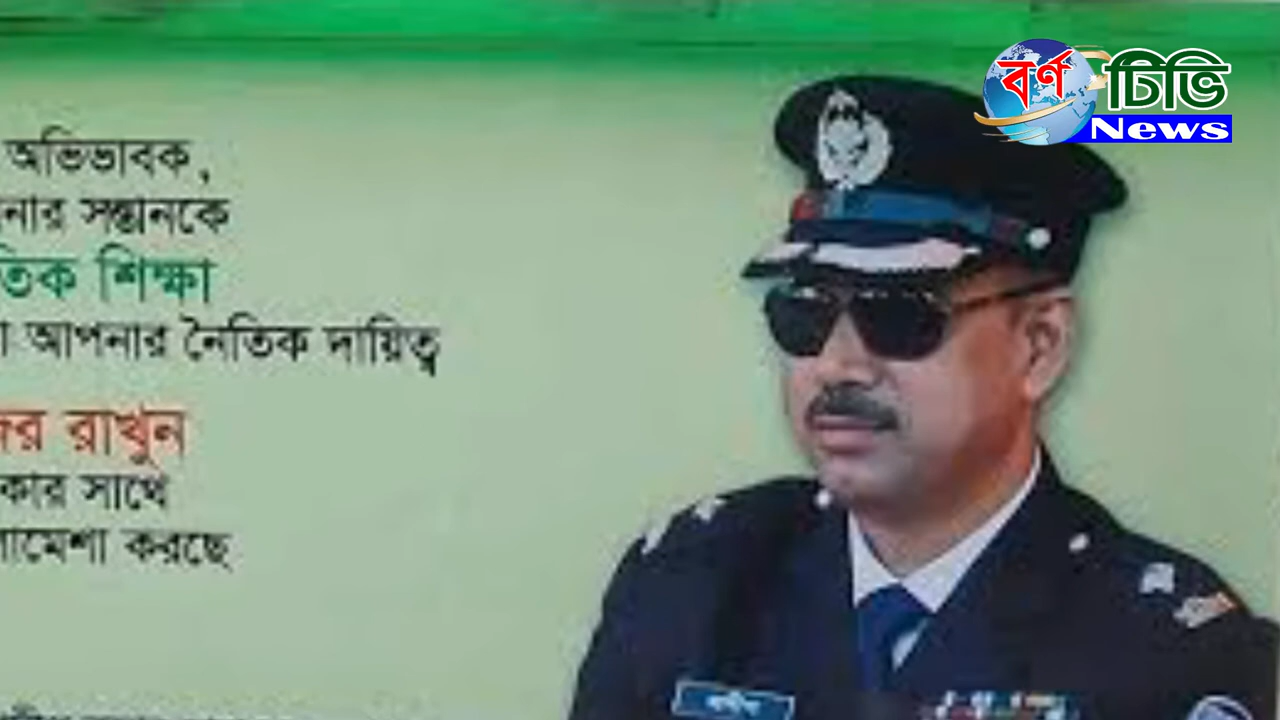 বর্ণ টিভি
News
অভিভাবক,
নার সন্তানকে
তিক শিক্ষা
া আপনার নৈতিক দায়িত্ব
র রাখুন
কার সাথে
ামেশা করছে